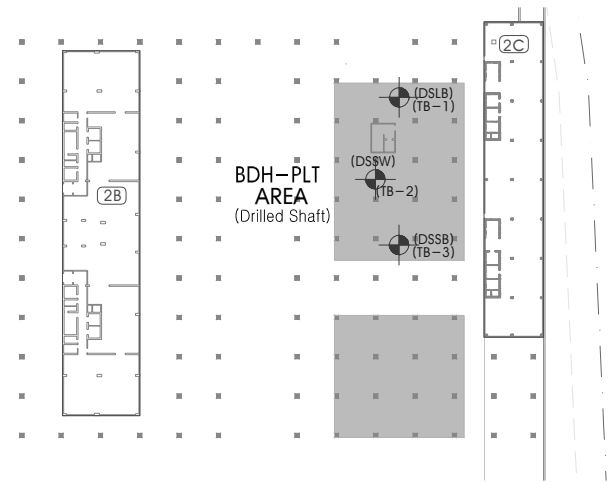 2C
(DSLB)
(TB-1)
(DSSW)
(TB-2)
BDH-PLT
AREA
(Drilled Shaft)
2B
(DSSB)
(TB-3)